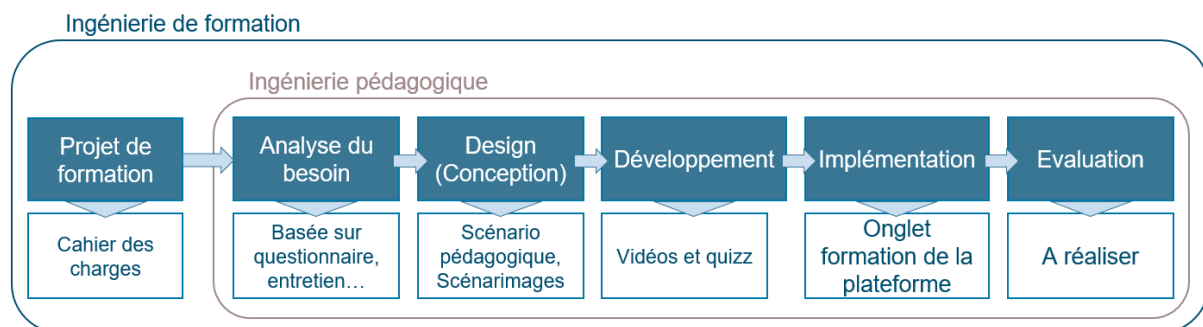 Ingénierie de formation
Ingénierie pédagogique
Projet de
formation
Analyse du
besoin
Design
(Conception)
Développement
Implémentation
Evaluation
Cahier des
charges
Basée sur
questionnaire,
entretien…
Scénario
pédagogique,
Scénarimages
Vidéos et quizz
Onglet
formation de la
plateforme
A réaliser